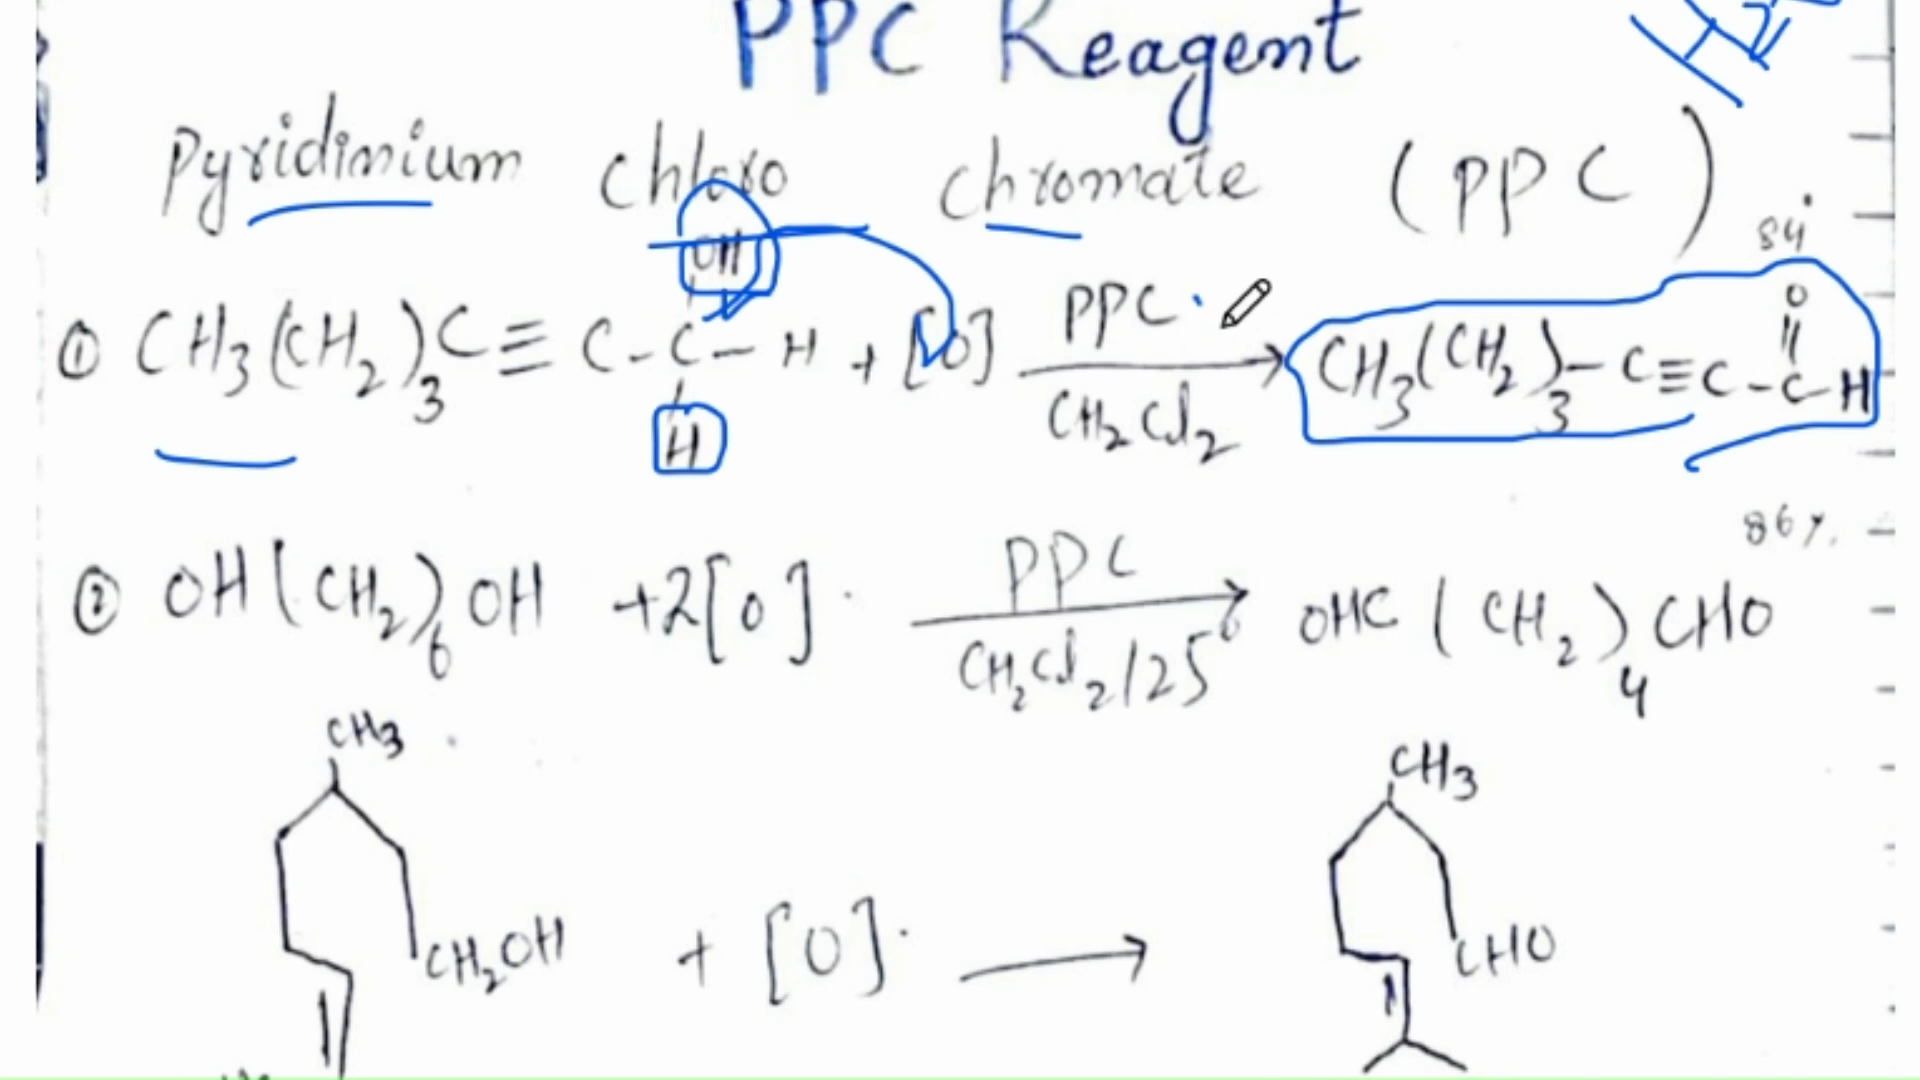 PPC Reagent
H2
Pyridinium Chloro chromate (PPC)
84
OH
O
① CH3(CH2)3C≡C-C-H + [O] PPC CH2Cl2 → CH3(CH2)3-C≡C-C-H
H
86%
② OH(CH2)6OH +2[O] PPC CH2Cl2/25° → OHC(CH2)4CHO
CH3 CH3
CH2OH + [O] → CHO